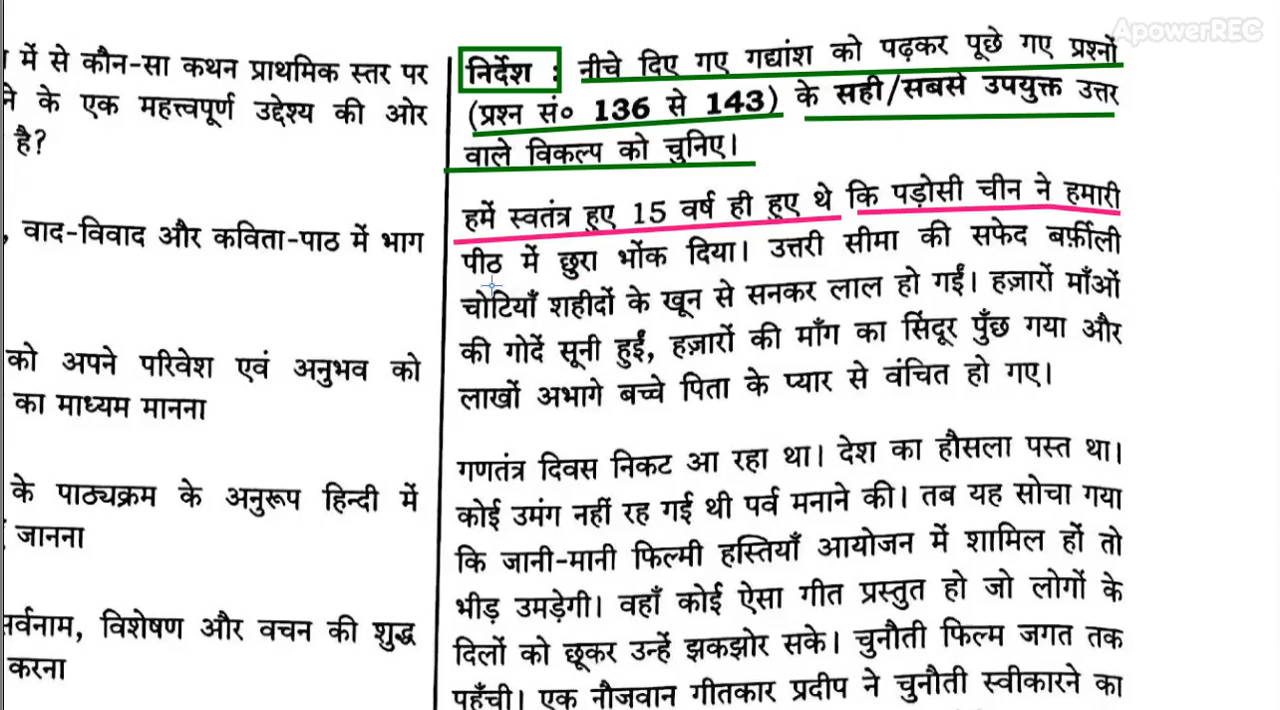 ApowerREC
में से कौन-सा कथन प्राथमिक स्तर पर
के एक महत्त्वपूर्ण उद्देश्य की ओर
है?
वाद-विवाद और कविता-पाठ में भाग
को अपने परिवेश एवं अनुभव को
का माध्यम मानना
के पाठ्यक्रम के अनुरूप हिन्दी में
जानना
विशेषण और वचन की शुद्ध
करना
निर्देश : नीचे दिए गए गद्यांश को पढ़कर पूछे गए प्रश्नों
(प्रश्न सं० 136 से 143) के सही/सबसे उपयुक्त उत्तर
वाले विकल्प को चुनिए।
हमें स्वतंत्र हुए 15 वर्ष ही हुए थे कि पड़ोसी चीन ने हमारी
पीठ में छुरा भोंक दिया। उत्तरी सीमा की सफेद बर्फ़ीली
चोटियाँ शहीदों के खून से सनकर लाल हो गईं। हज़ारों माँओं
की गोदें सूनी हुईं, हज़ारों की माँग का सिंदूर पुँछ गया और
लाखों अभागे बच्चे पिता के प्यार से वंचित हो गए।
गणतंत्र दिवस निकट आ रहा था। देश का हौसला पस्त था।
कोई उमंग नहीं रह गई थी पर्व मनाने की। तब यह सोचा गया
कि जानी-मानी फिल्मी हस्तियाँ आयोजन में शामिल हों तो
भीड़ उमड़ेगी। वहाँ कोई ऐसा गीत प्रस्तुत हो जो लोगों के
दिलों को छूकर उन्हें झकझोर सके। चुनौती फिल्म जगत तक
पहुँची। एक नौजवान गीतकार प्रदीप ने चुनौती स्वीकारने का